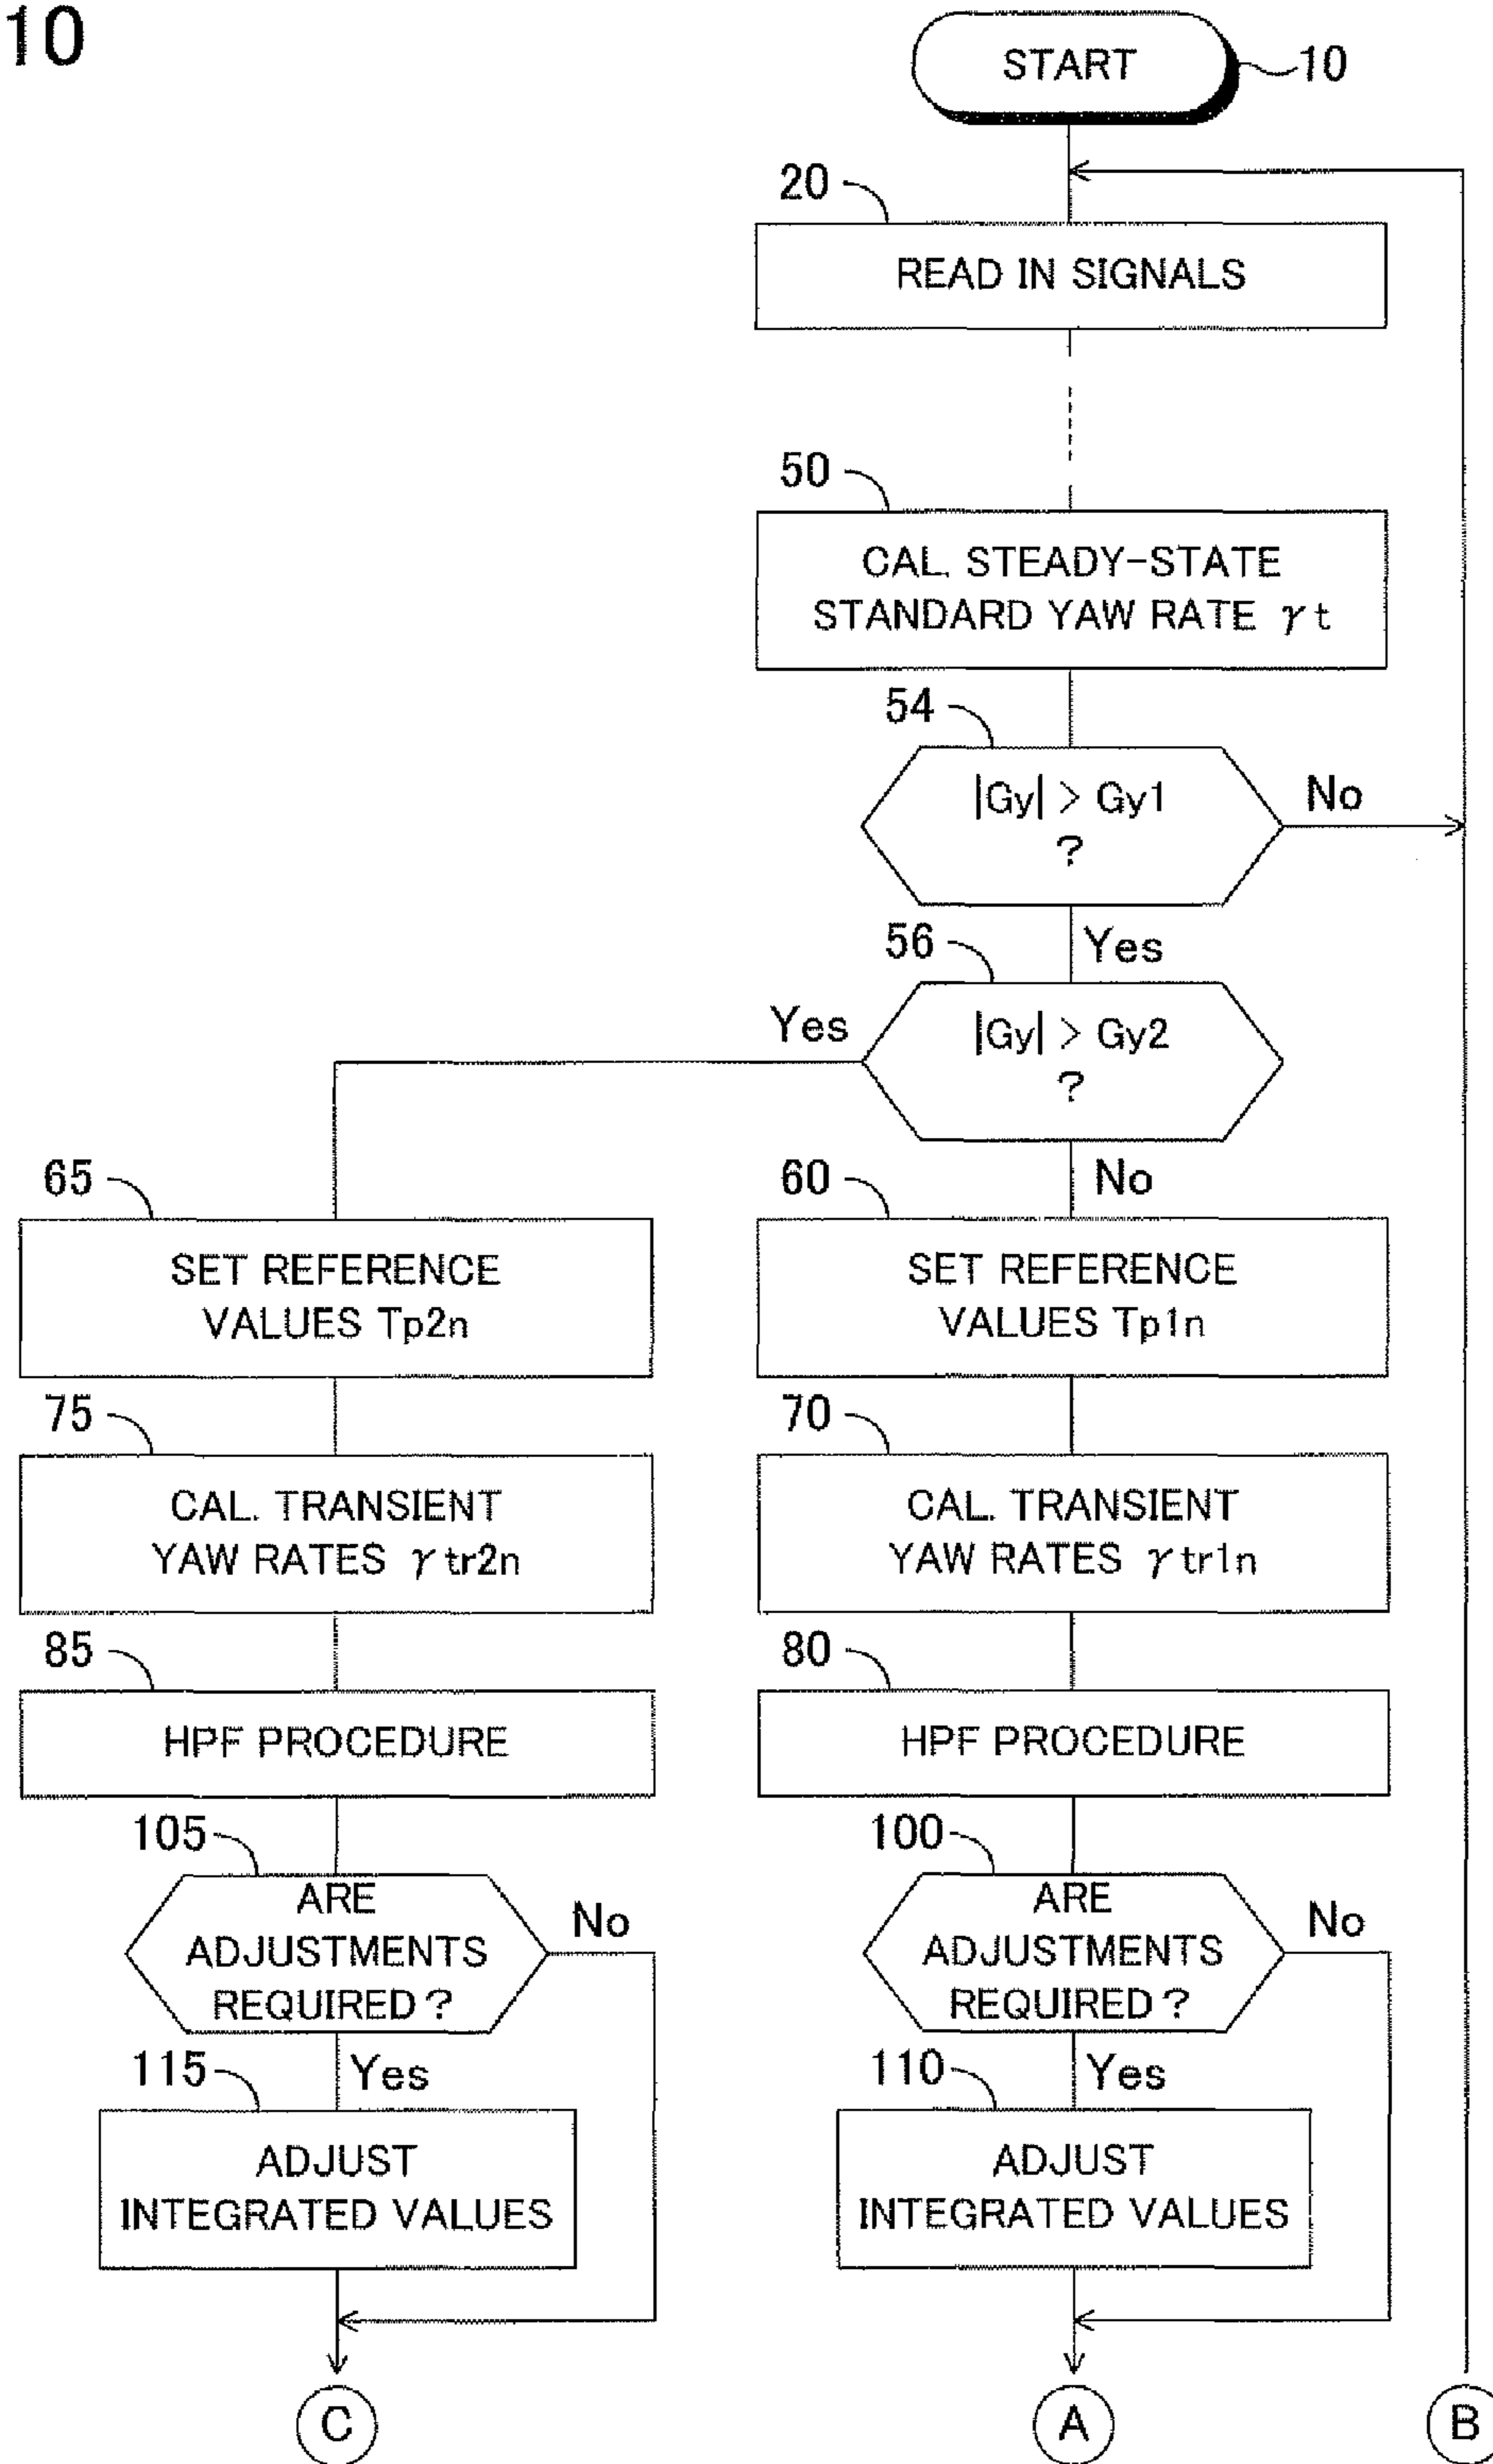 10
START
10
20
READ IN SIGNALS
50
CAL. STEADY-STATE
STANDARD YAW RATE γt
54
|Gy| > Gy1
?
No
Yes
56
|Gy| > Gy2
?
Yes
No
65
SET REFERENCE
VALUES Tp2n
60
SET REFERENCE
VALUES Tp1n
75
CAL. TRANSIENT
YAW RATES γtr2n
70
CAL. TRANSIENT
YAW RATES γtr1n
85
HPF PROCEDURE
80
HPF PROCEDURE
105
ARE
ADJUSTMENTS
REQUIRED?
No
Yes
100
ARE
ADJUSTMENTS
REQUIRED?
No
Yes
115
ADJUST
INTEGRATED VALUES
110
ADJUST
INTEGRATED VALUES
C
A
B